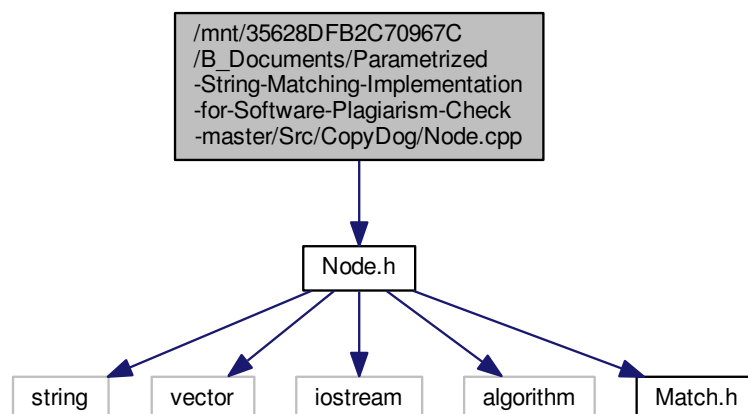 /mnt/35628DFB2C70967C
/B_Documents/Parametrized
-String-Matching-Implementation
-for-Software-Plagiarism-Check
-master/Src/CopyDog/Node.cpp
Node.h
string
vector
iostream
algorithm
Match.h